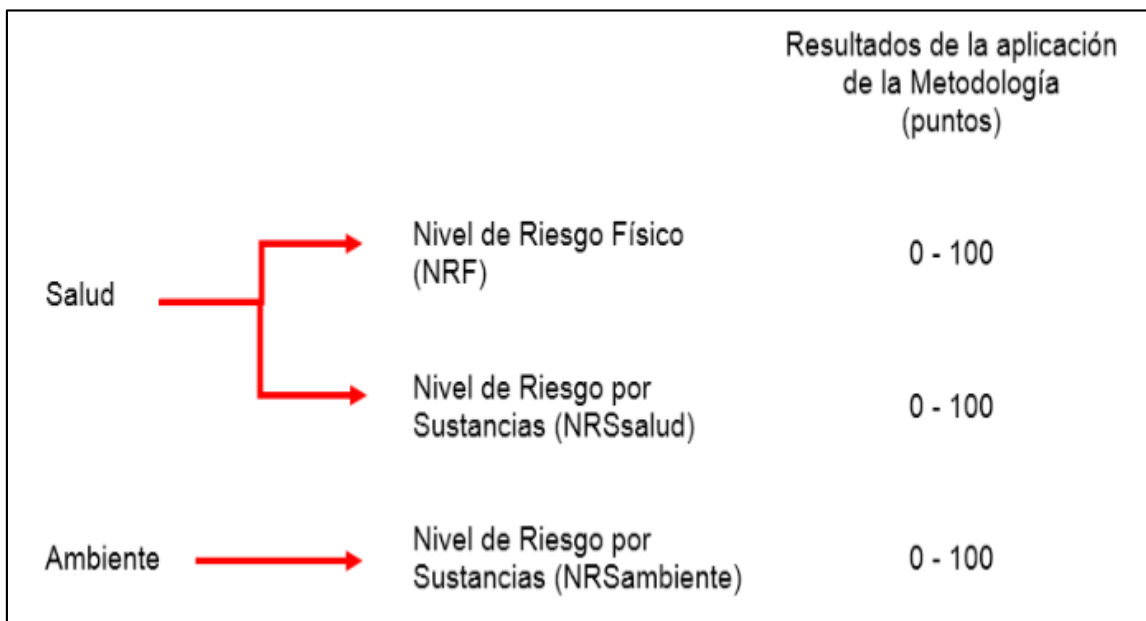 Resultados de la aplicación
de la Metodología
(puntos)
Salud
Nivel de Riesgo Físico
(NRF)
0 - 100
Nivel de Riesgo por
Sustancias (NRSsalud)
0 - 100
Ambiente
Nivel de Riesgo por
Sustancias (NRSambiente)
0 - 100